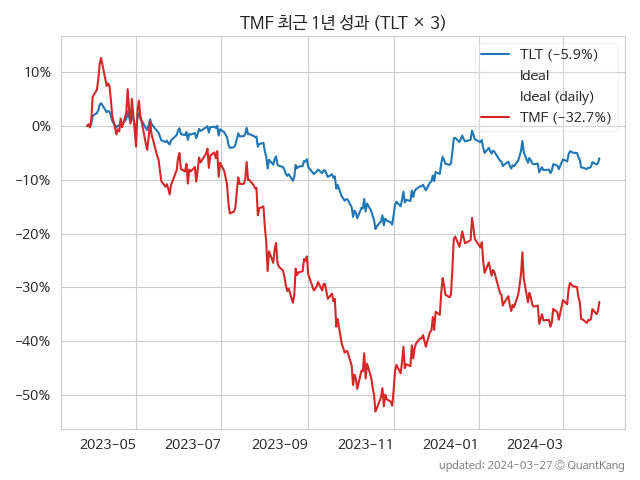 TMF 최근 1년 성과 (TLT × 3)
TLT (−5.9%)
Ideal
Ideal (daily)
TMF (−32.7%)
10%
0%
−10%
−20%
−30%
−40%
−50%
2023-05
2023-07
2023-09
2023-11
2024-01
2024-03
updated: 2024-03-27 © QuantKang